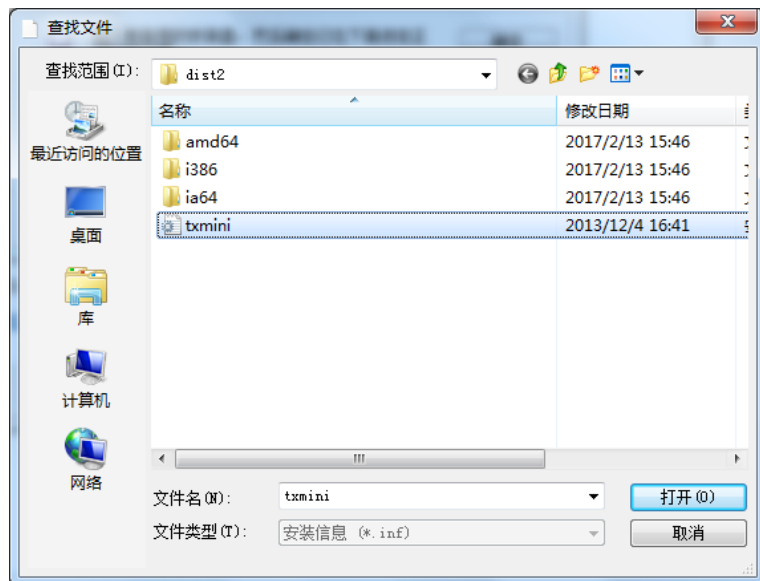 查找文件
查找范围(I):
dist2
名称
修改日期
amd64
2017/2/13 15:46
i386
2017/2/13 15:46
ia64
2017/2/13 15:46
txmini
2013/12/4 16:41
最近访问的位置
桌面
库
计算机
网络
文件名(N):
txmini
打开(O)
文件类型(T):
安装信息 (*.inf)
取消